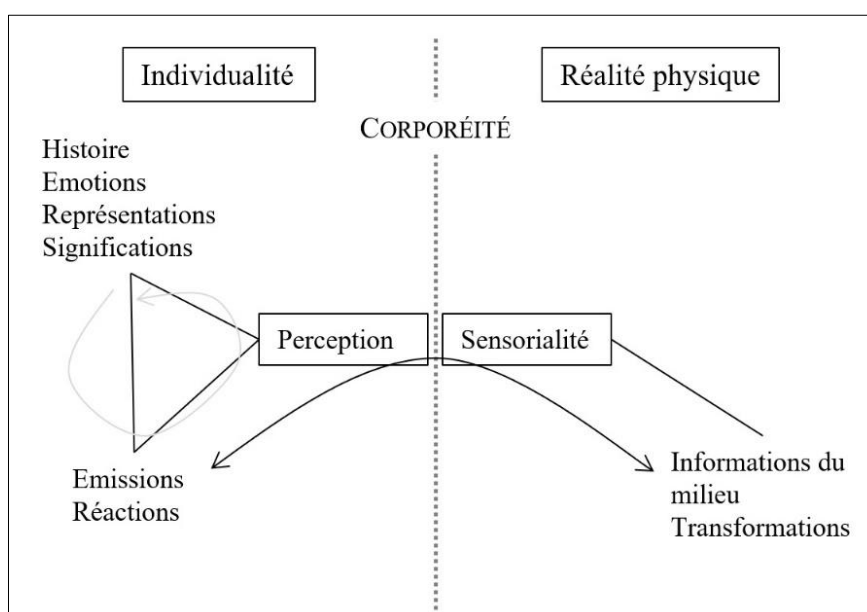 Individualité
Réalité physique
CORPORÉITÉ
Histoire
Emotions
Représentations
Significations
Perception
Sensorialité
Emissions
Réactions
Informations du
milieu
Transformations